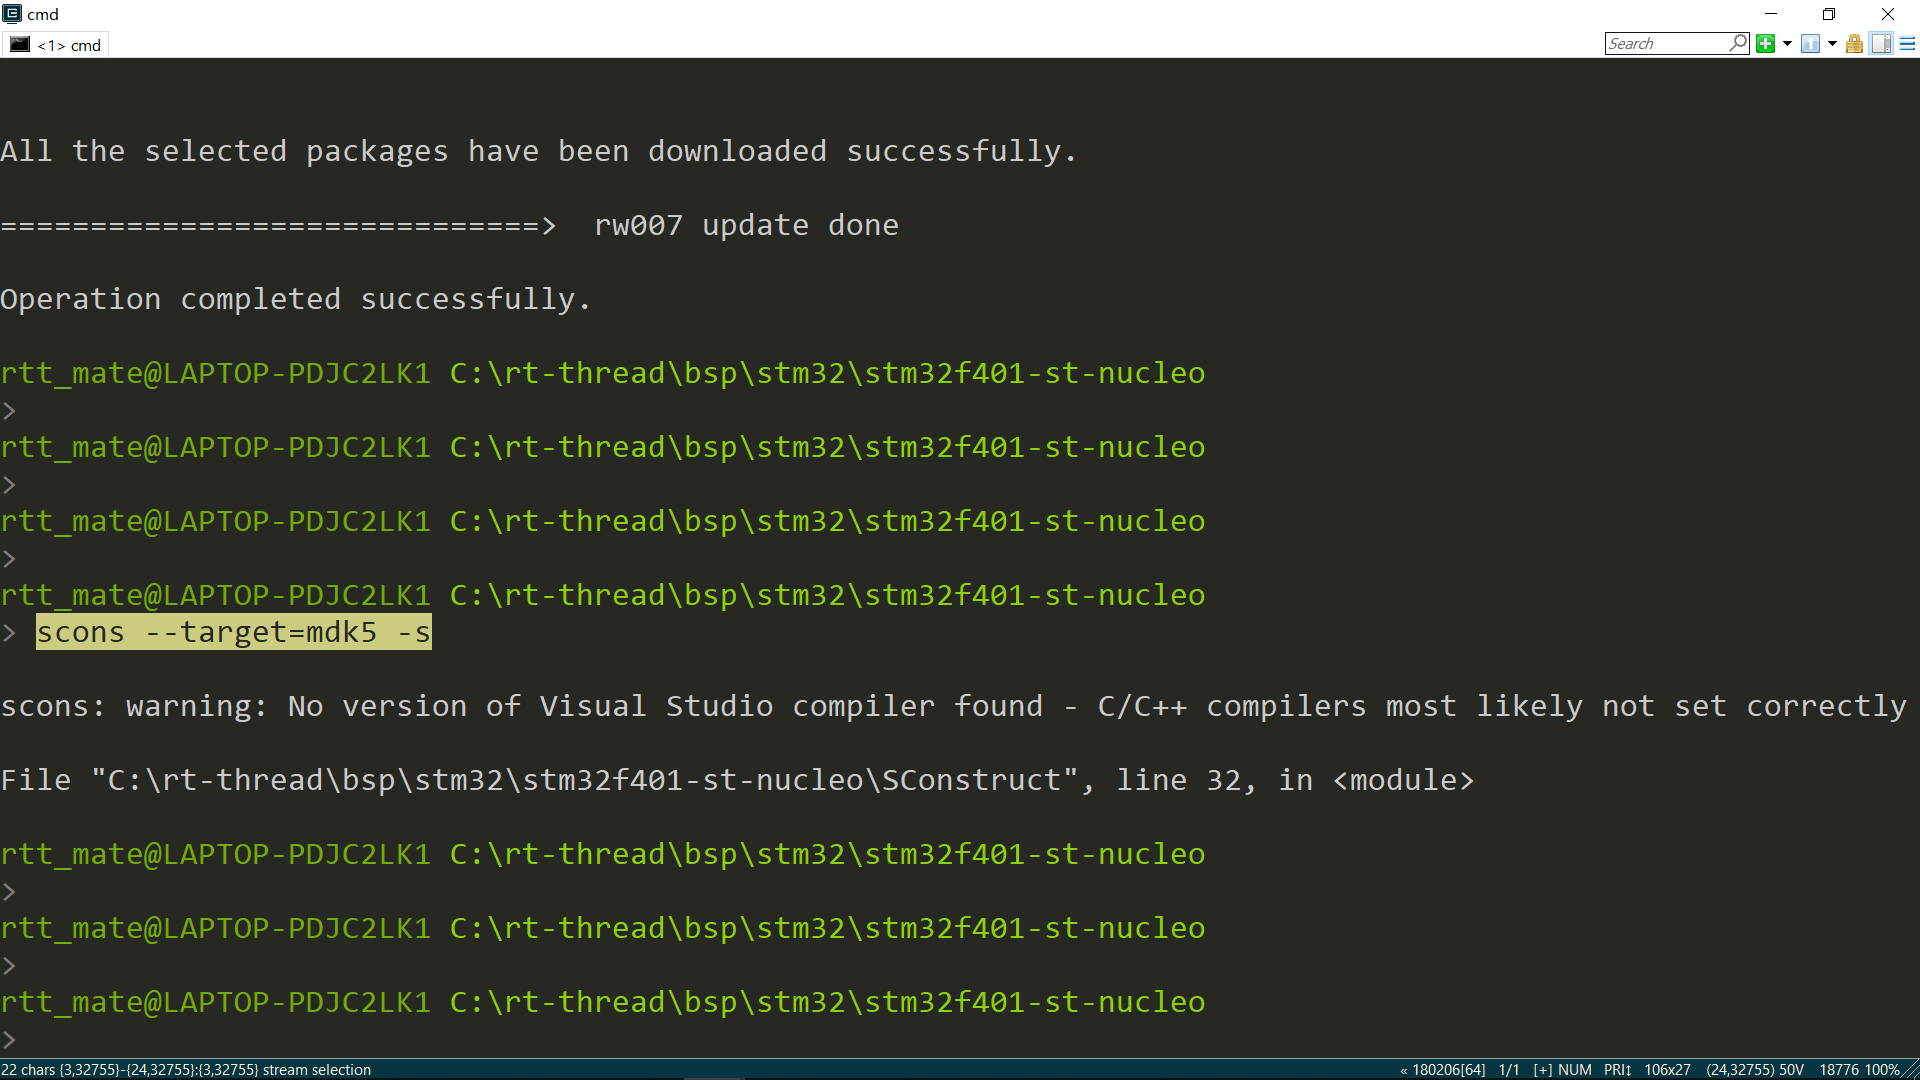 cmd
<1> cmd
Search
All the selected packages have been downloaded successfully.
==============================>  rw007 update done
Operation completed successfully.
rtt_mate@LAPTOP-PDJC2LK1 C:\rt-thread\bsp\stm32\stm32f401-st-nucleo
>
rtt_mate@LAPTOP-PDJC2LK1 C:\rt-thread\bsp\stm32\stm32f401-st-nucleo
>
rtt_mate@LAPTOP-PDJC2LK1 C:\rt-thread\bsp\stm32\stm32f401-st-nucleo
>
rtt_mate@LAPTOP-PDJC2LK1 C:\rt-thread\bsp\stm32\stm32f401-st-nucleo
> scons --target=mdk5 -s
scons: warning: No version of Visual Studio compiler found - C/C++ compilers most likely not set correctly
File "C:\rt-thread\bsp\stm32\stm32f401-st-nucleo\SConstruct", line 32, in <module>
rtt_mate@LAPTOP-PDJC2LK1 C:\rt-thread\bsp\stm32\stm32f401-st-nucleo
>
rtt_mate@LAPTOP-PDJC2LK1 C:\rt-thread\bsp\stm32\stm32f401-st-nucleo
>
rtt_mate@LAPTOP-PDJC2LK1 C:\rt-thread\bsp\stm32\stm32f401-st-nucleo
>
22 chars {3,32755}-{24,32755}:{3,32755} stream selection « 180206[64] 1/1 [+] NUM PRI↕ 106x27 (24,32755) 50V 18776 100%